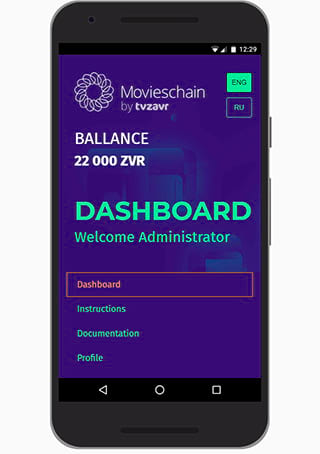 12:29
Movieschain
by tvzavr
ENG
RU
BALLANCE
22 000 ZVR
DASHBOARD
Welcome Administrator
Dashboard
Instructions
Documentation
Profile